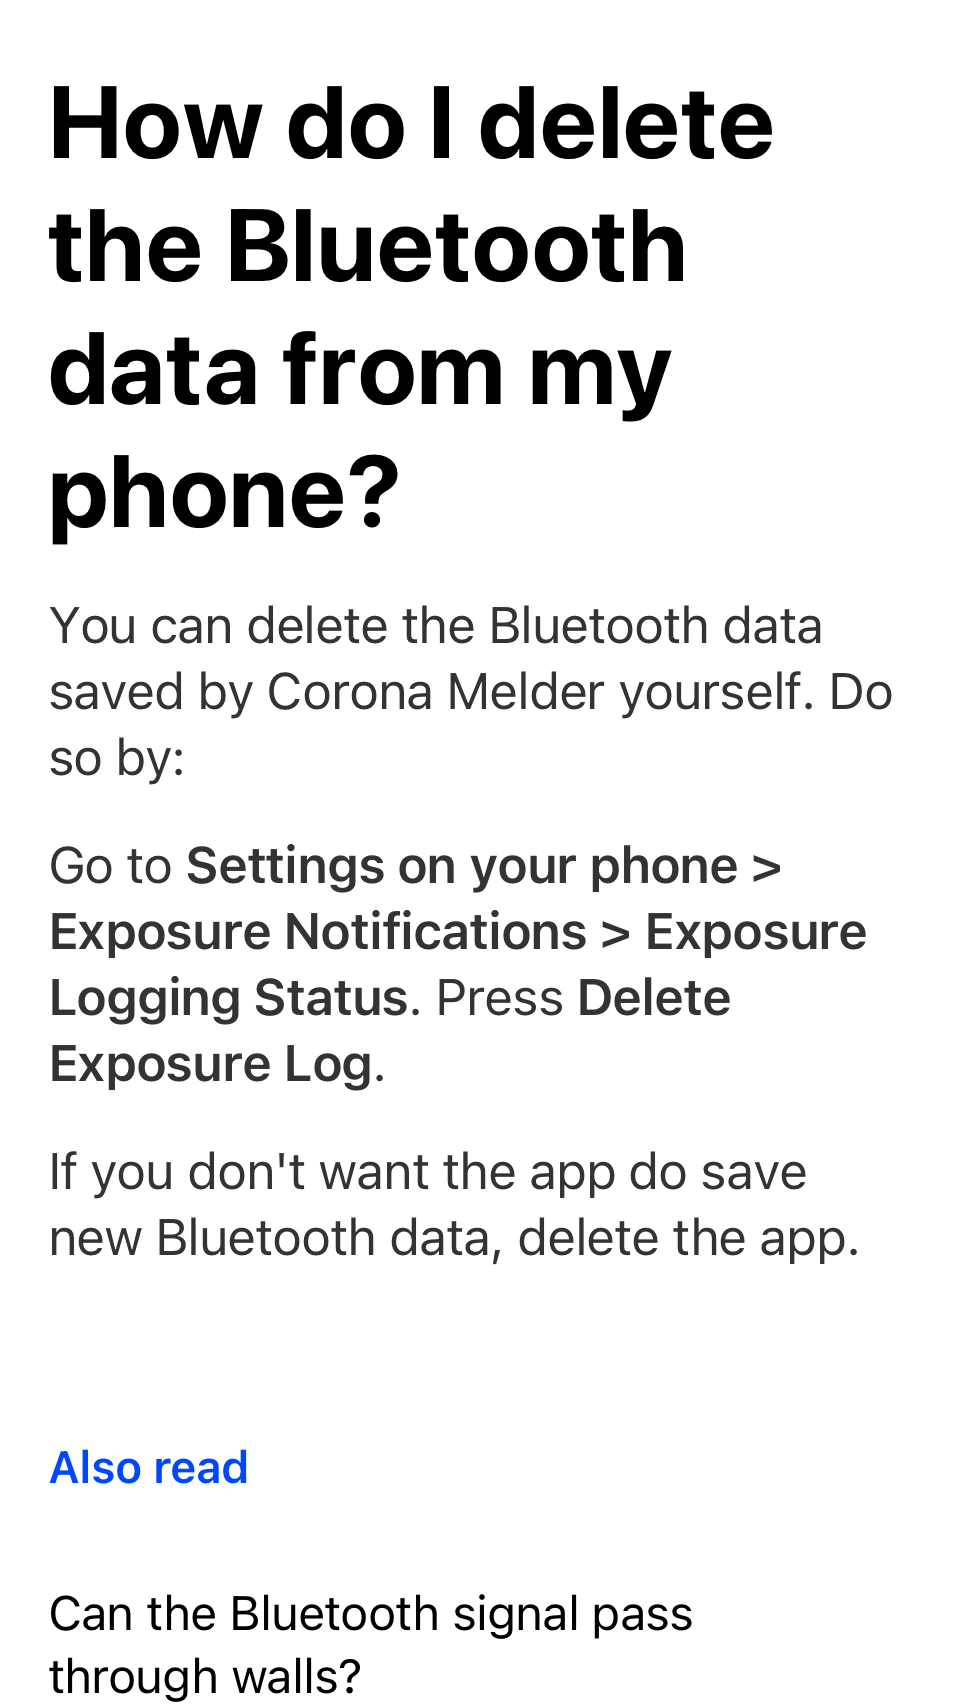 How do I delete
the Bluetooth
data from my
phone?
You can delete the Bluetooth data
saved by Corona Melder yourself. Do
so by:
Go to Settings on your phone >
Exposure Notifications > Exposure
Logging Status. Press Delete
Exposure Log.
If you don't want the app do save
new Bluetooth data, delete the app.
Also read
Can the Bluetooth signal pass
through walls?